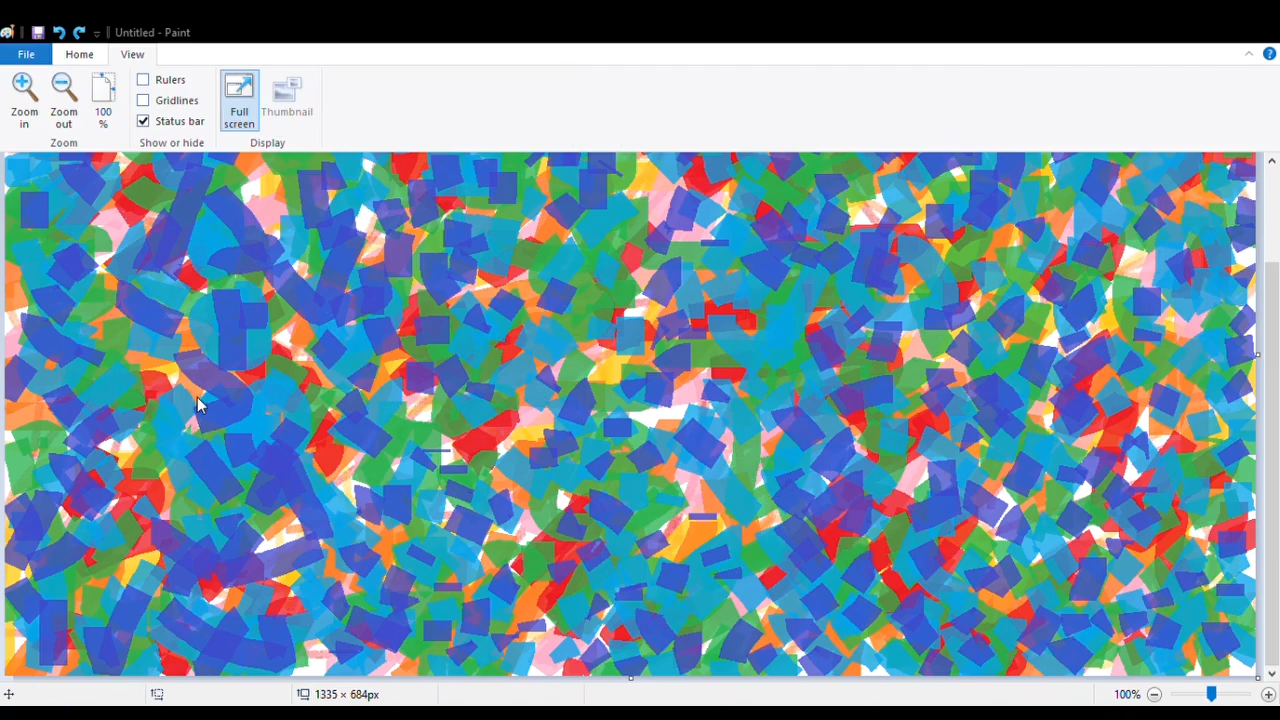 Untitled - Paint
File Home View
Zoom in
Zoom out
100 %
Rulers
Gridlines
Status bar
Full screen
Thumbnail
Zoom
Show or hide
Display
1335 × 684px
100%